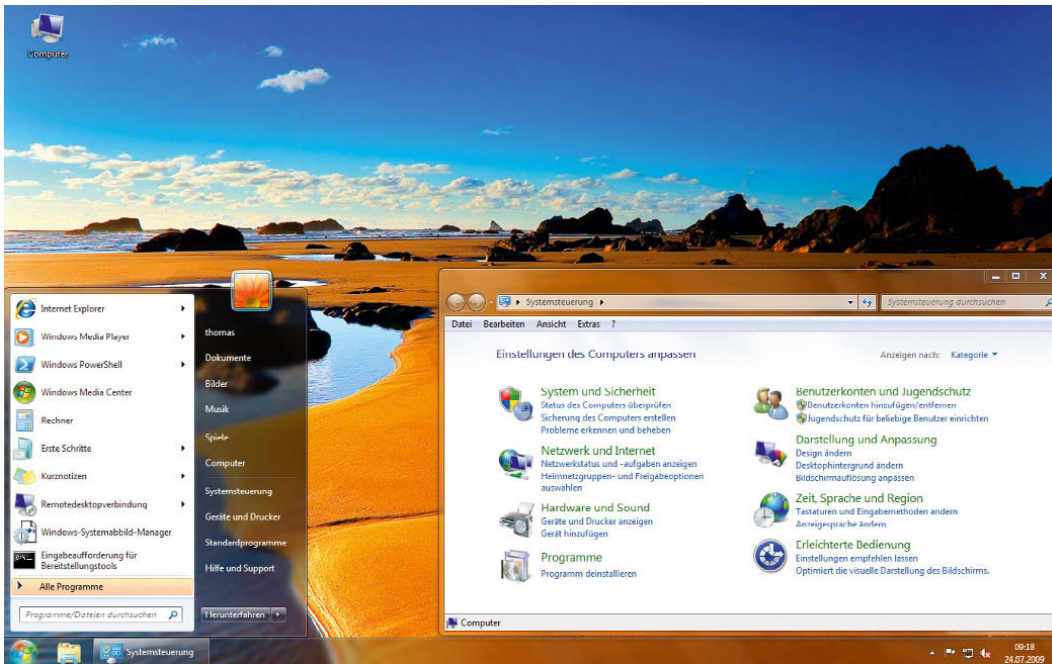 Computer
Internet Explorer
Windows Media Player
Windows PowerShell
Windows Media Center
Rechner
Erste Schritte
Kurznotizen
Remotedesktopverbindung
Windows-Systemabbild-Manager
Eingabeaufforderung für
Bereitstellungstools
Alle Programme
Programme/Dateien durchsuchen
thomas
Dokumente
Bilder
Musik
Spiele
Computer
Systemsteuerung
Geräte und Drucker
Standardprogramme
Hilfe und Support
Herunterfahren
Systemsteuerung
Systemsteuerung durchsuchen
Datei Bearbeiten Ansicht Extras ?
Einstellungen des Computers anpassen
Anzeigen nach: Kategorie
System und Sicherheit
Status des Computers überprüfen
Sicherung des Computers erstellen
Probleme erkennen und beheben
Netzwerk und Internet
Netzwerkstatus und -aufgaben anzeigen
Heimnetzgruppen- und Freigabeoptionen
auswählen
Hardware und Sound
Geräte und Drucker anzeigen
Gerät hinzufügen
Programme
Programm deinstallieren
Benutzerkonten und Jugendschutz
Benutzerkonten hinzufügen/entfernen
Jugendschutz für beliebige Benutzer einrichten
Darstellung und Anpassung
Design ändern
Desktophintergrund ändern
Bildschirmauflösung anpassen
Zeit, Sprache und Region
Tastaturen und Eingabemethoden ändern
Anzeigesprache ändern
Erleichterte Bedienung
Einstellungen empfehlen lassen
Optimiert die visuelle Darstellung des Bildschirms.
Computer
Systemsteuerung
09:18
24.07.2009